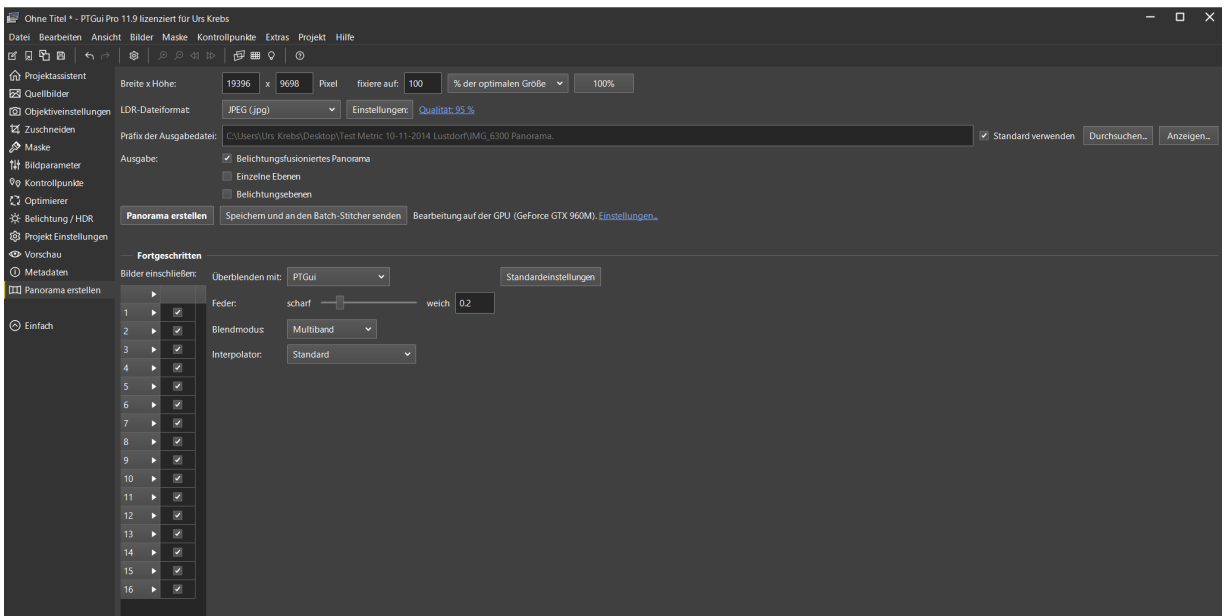 Ohne Titel * - PTGui Pro 11.9 lizenziert für Urs Krebs
Datei Bearbeiten Ansicht Bilder Maske Kontrollpunkte Extras Projekt Hilfe
Projektassistent
Quellbilder
Objektiveinstellungen
Zuschneiden
Maske
Bildparameter
Kontrollpunkte
Optimierer
Belichtung / HDR
Projekt Einstellungen
Vorschau
Metadaten
Panorama erstellen
Einfach
Breite x Höhe: 19396 x 9698 Pixel fixiere auf: 100 % der optimalen Größe 100%
LDR-Dateiformat: JPEG (.jpg) Einstellungen: Qualität: 95 %
Präfix der Ausgabedatei: C:\Users\Urs Krebs\Desktop\Test Metric 10-11-2014 Lustdorf\IMG_6300 Panorama. Standard verwenden Durchsuchen... Anzeigen...
Ausgabe: Belichtungsfusioniertes Panorama
Einzelne Ebenen
Belichtungsebenen
Panorama erstellen Speichern und an den Batch-Stitcher senden Bearbeitung auf der GPU (GeForce GTX 960M). Einstellungen...
Fortgeschritten
Bilder einschließen: Überblenden mit: PTGui Standardeinstellungen
Feder: scharf weich 0.2
Blendmodus: Multiband
Interpolator: Standard
1
2
3
4
5
6
7
8
9
10
11
12
13
14
15
16